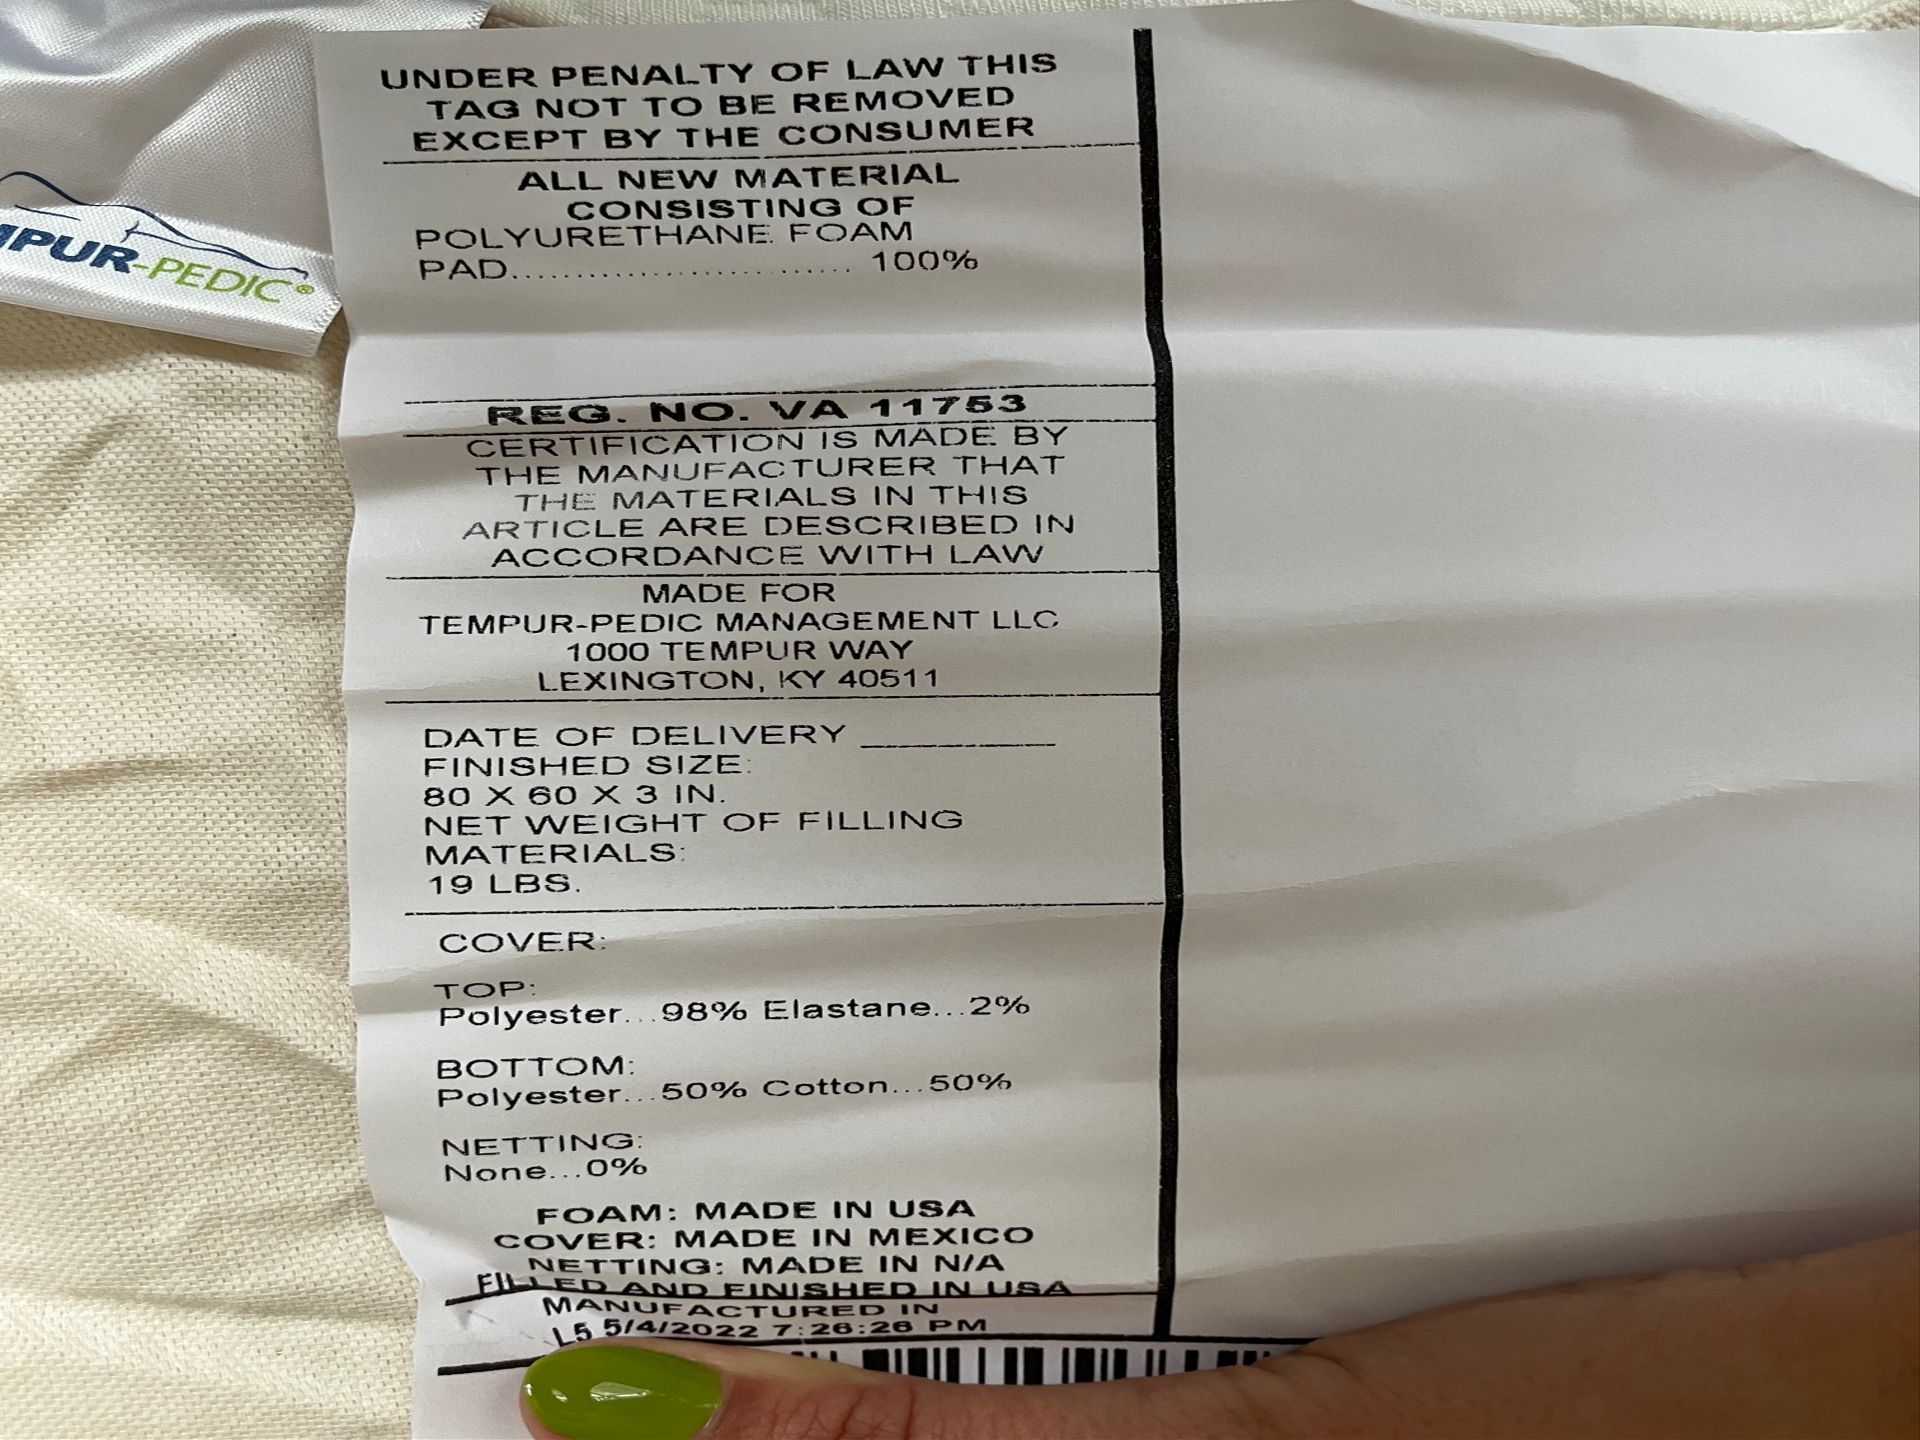 UNDER PENALTY OF LAW THIS
TAG NOT TO BE REMOVED
EXCEPT BY THE CONSUMER
ALL NEW MATERIAL
CONSISTING OF
POLYURETHANE FOAM
PAD........................... 100%
MPUR-PEDIC®
REG. NO. VA 11753
CERTIFICATION IS MADE BY
THE MANUFACTURER THAT
THE MATERIALS IN THIS
ARTICLE ARE DESCRIBED IN
ACCORDANCE WITH LAW
MADE FOR
TEMPUR-PEDIC MANAGEMENT LLC
1000 TEMPUR WAY
LEXINGTON, KY 40511
DATE OF DELIVERY ____________
FINISHED SIZE:
80 X 60 X 3 IN.
NET WEIGHT OF FILLING
MATERIALS:
19 LBS.
COVER:
TOP:
Polyester...98% Elastane...2%
BOTTOM:
Polyester...50% Cotton...50%
NETTING:
None...0%
FOAM: MADE IN USA
COVER: MADE IN MEXICO
NETTING: MADE IN N/A
FILLED AND FINISHED IN USA
MANUFACTURED IN
L5 5/4/2022 7:26:26 PM